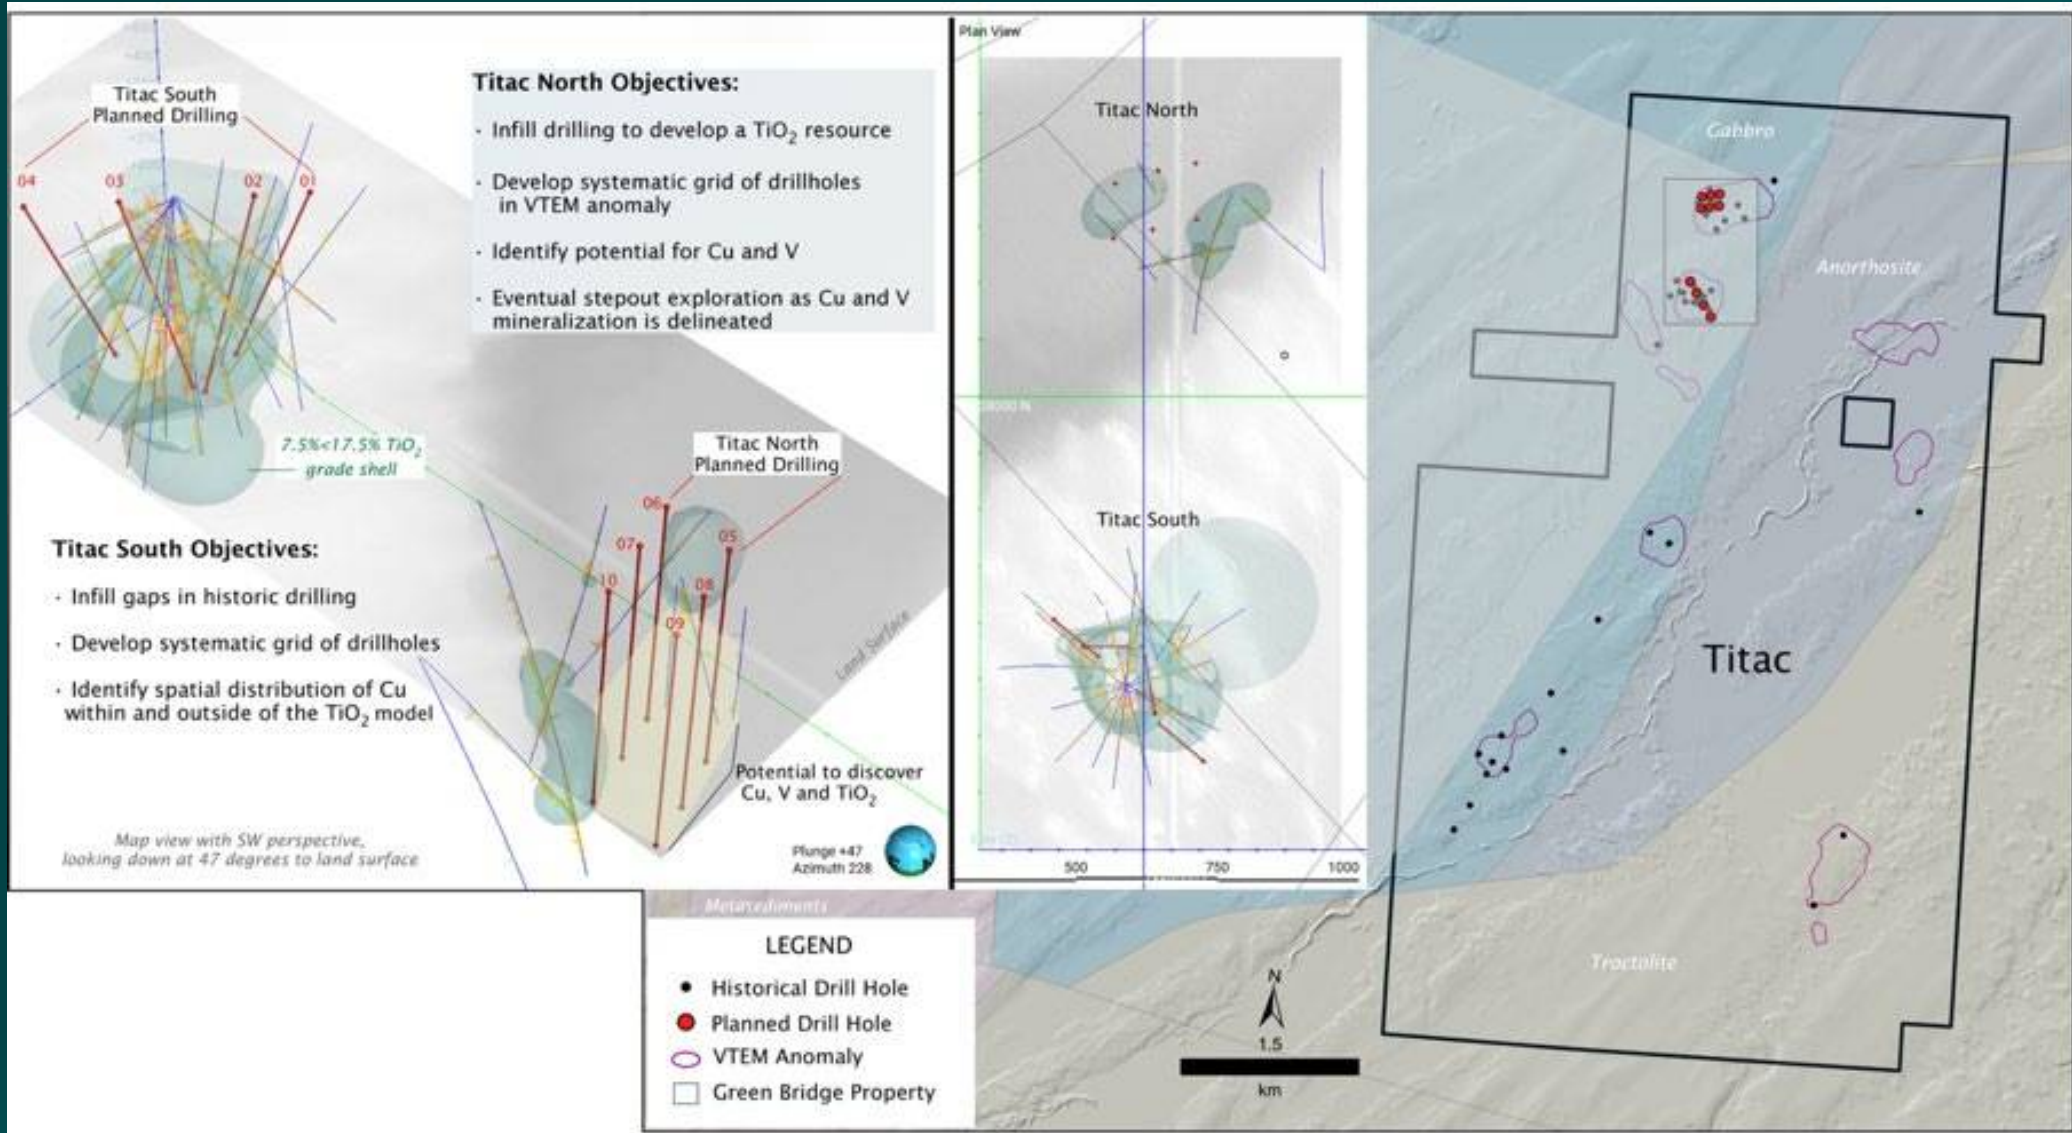 Titac South
Planned Drilling
04
03
02
01
Titac North Objectives:
· Infill drilling to develop a TiO2 resource
· Develop systematic grid of drillholes
in VTEM anomaly
· Identify potential for Cu and V
· Eventual stepout exploration as Cu and V
mineralization is delineated
7.5%<17.5% TiO2
grade shell
Titac South Objectives:
· Infill gaps in historic drilling
· Develop systematic grid of drillholes
· Identify spatial distribution of Cu
within and outside of the TiO2 model
Titac North
Planned Drilling
06
07
05
10
08
09
Land Surface
Potential to discover
Cu, V and TiO2
Map view with SW perspective,
looking down at 47 degrees to land surface
Plunge +47
Azimuth 228
Plan View
Titac North
Titac South
500
750
1000
Gabbro
Anorthosite
Titac
Troctolite
Metasediments
LEGEND
Historical Drill Hole
Planned Drill Hole
VTEM Anomaly
Green Bridge Property
N
1.5
km